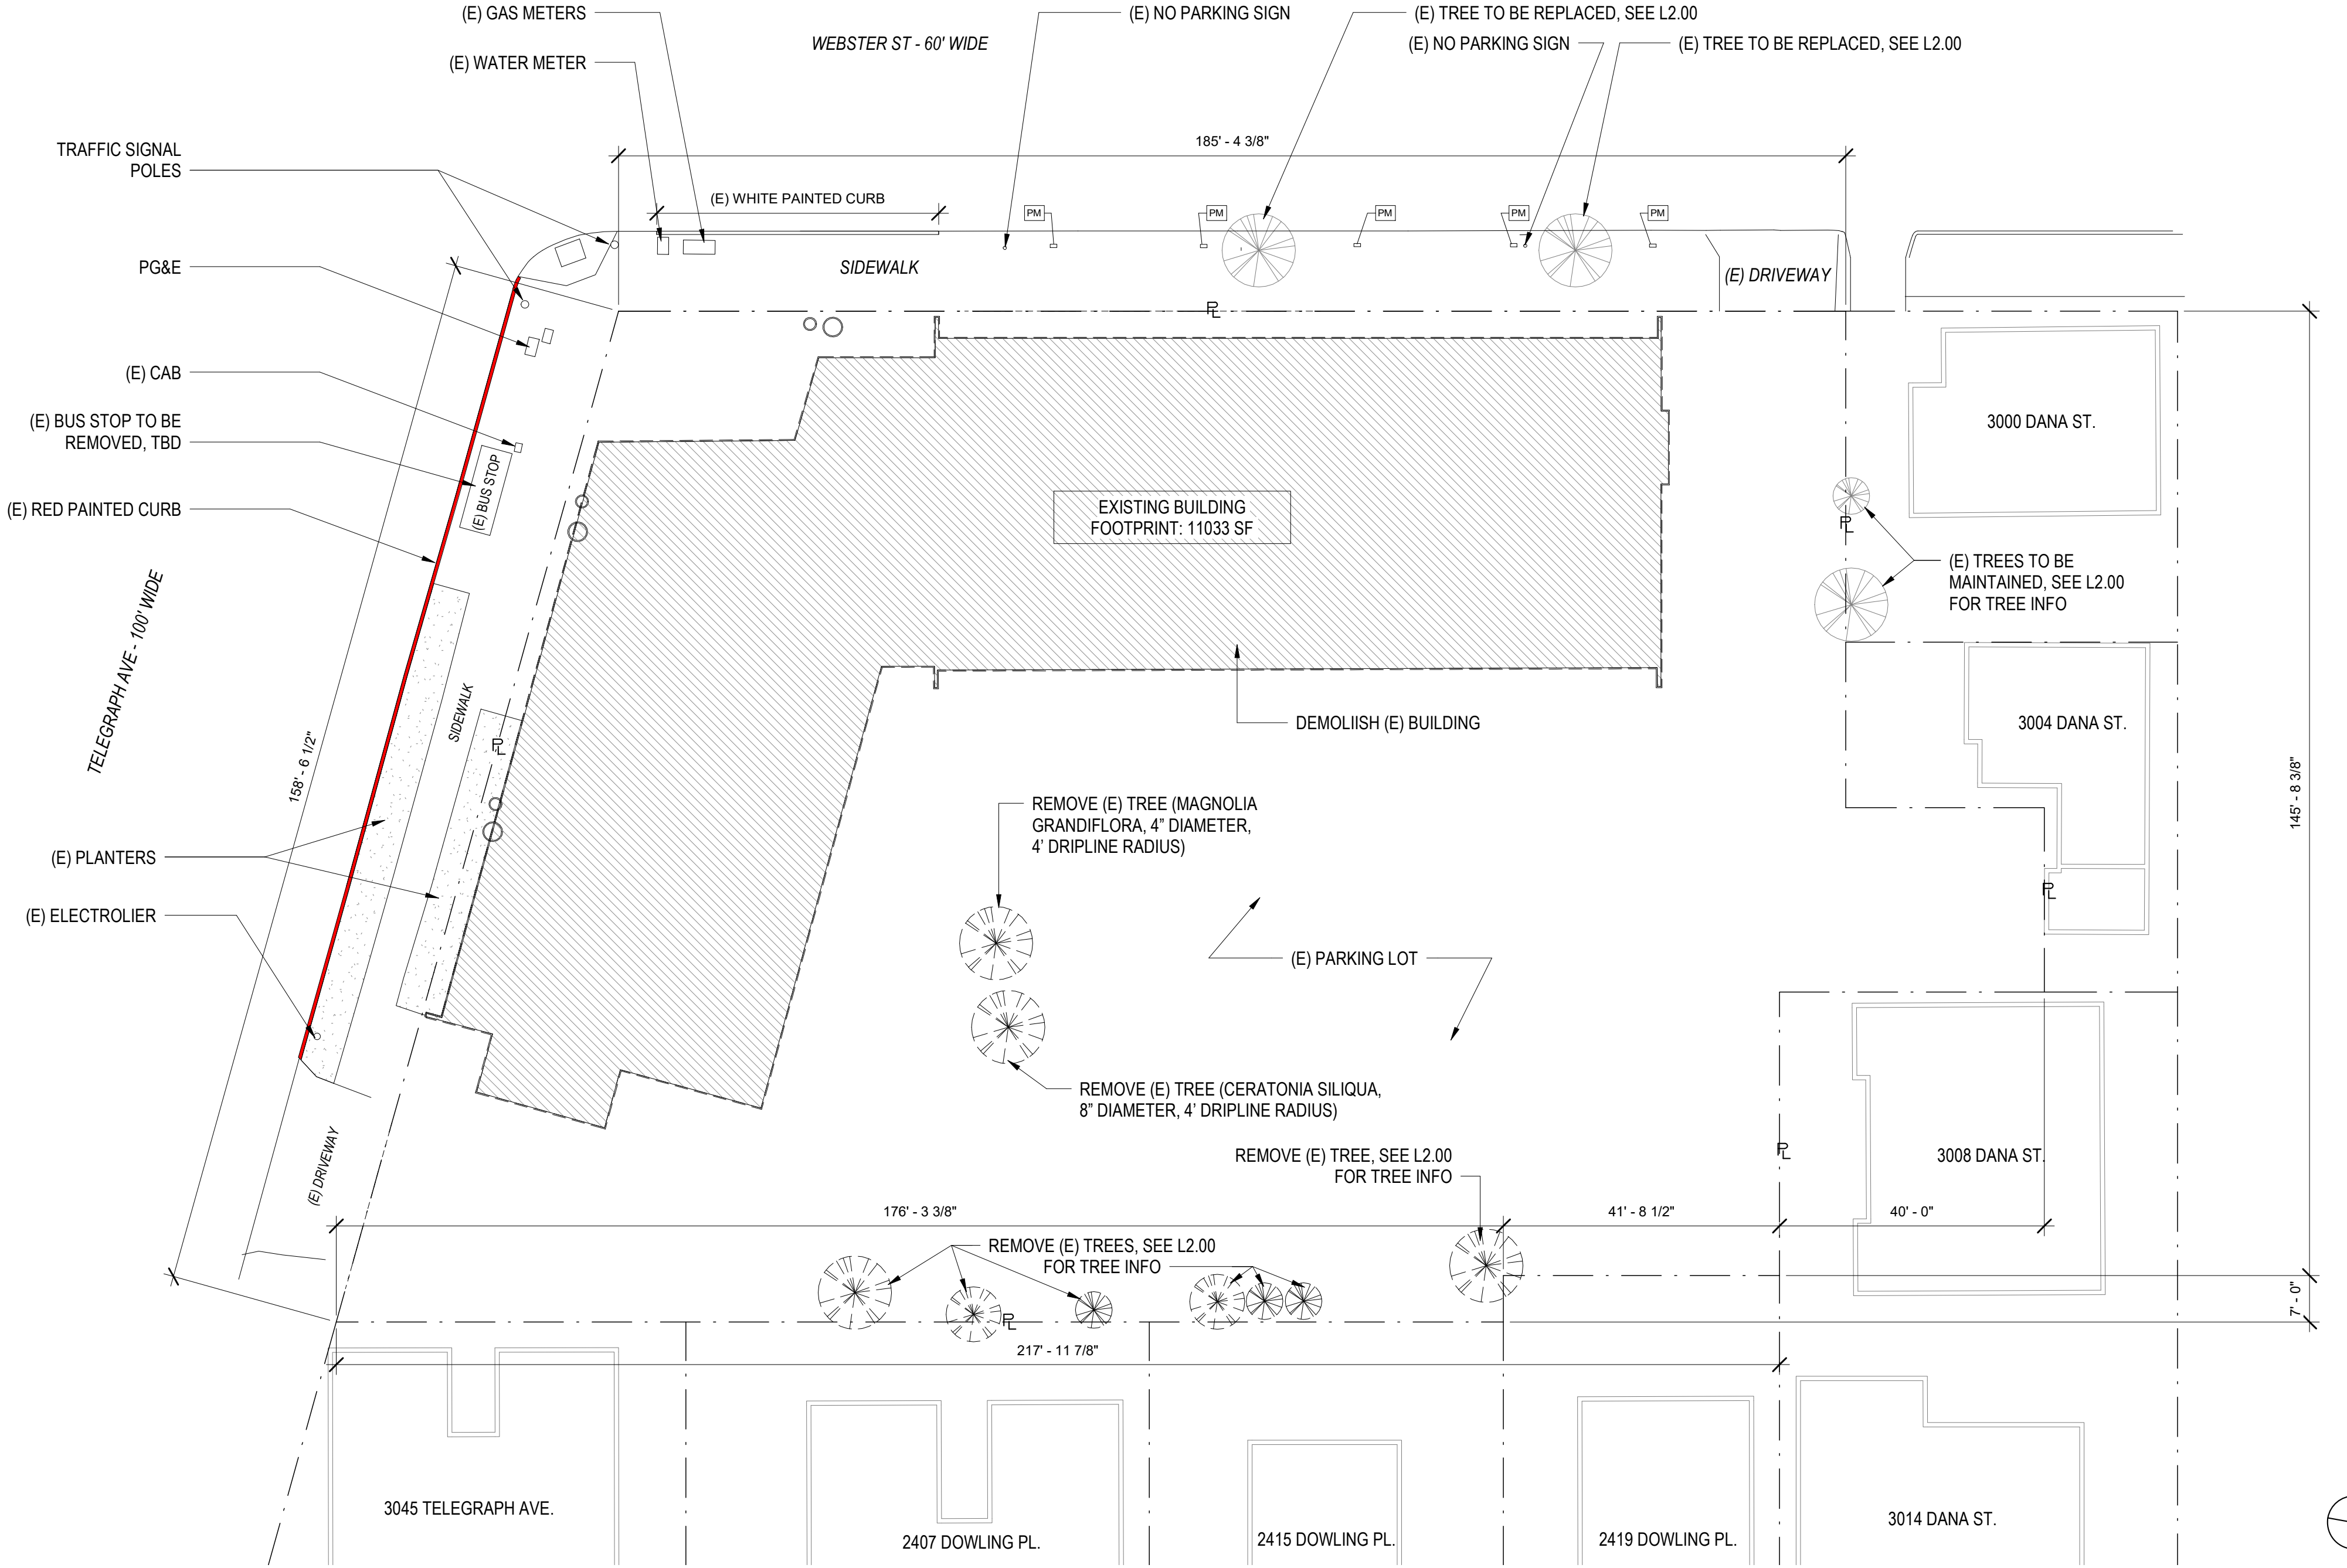 (E) GAS METERS
(E) NO PARKING SIGN
(E) TREE TO BE REPLACED, SEE L2.00
WEBSTER ST - 60' WIDE
(E) NO PARKING SIGN
(E) TREE TO BE REPLACED, SEE L2.00
(E) WATER METER
185' - 4 3/8"
TRAFFIC SIGNAL
POLES
(E) WHITE PAINTED CURB
PM
PM
PM
PM
PM
PG&E
SIDEWALK
(E) DRIVEWAY
PL
(E) CAB
(E) BUS STOP TO BE
REMOVED, TBD
(E) BUS STOP
3000 DANA ST.
(E) RED PAINTED CURB
EXISTING BUILDING
FOOTPRINT: 11033 SF
PL
(E) TREES TO BE
MAINTAINED, SEE L2.00
FOR TREE INFO
TELEGRAPH AVE - 100' WIDE
158' - 6 1/2"
SIDEWALK
PL
DEMOLIISH (E) BUILDING
3004 DANA ST.
145' - 8 3/8"
REMOVE (E) TREE (MAGNOLIA
GRANDIFLORA, 4” DIAMETER,
4’ DRIPLINE RADIUS)
(E) PLANTERS
PL
(E) ELECTROLIER
(E) PARKING LOT
REMOVE (E) TREE (CERATONIA SILIQUA,
8” DIAMETER, 4’ DRIPLINE RADIUS)
(E) DRIVEWAY
REMOVE (E) TREE, SEE L2.00
FOR TREE INFO
PL
3008 DANA ST.
176' - 3 3/8"
41' - 8 1/2"
40' - 0"
REMOVE (E) TREES, SEE L2.00
FOR TREE INFO
7' - 0"
PL
217' - 11 7/8"
3045 TELEGRAPH AVE.
2407 DOWLING PL.
2415 DOWLING PL.
2419 DOWLING PL.
3014 DANA ST.